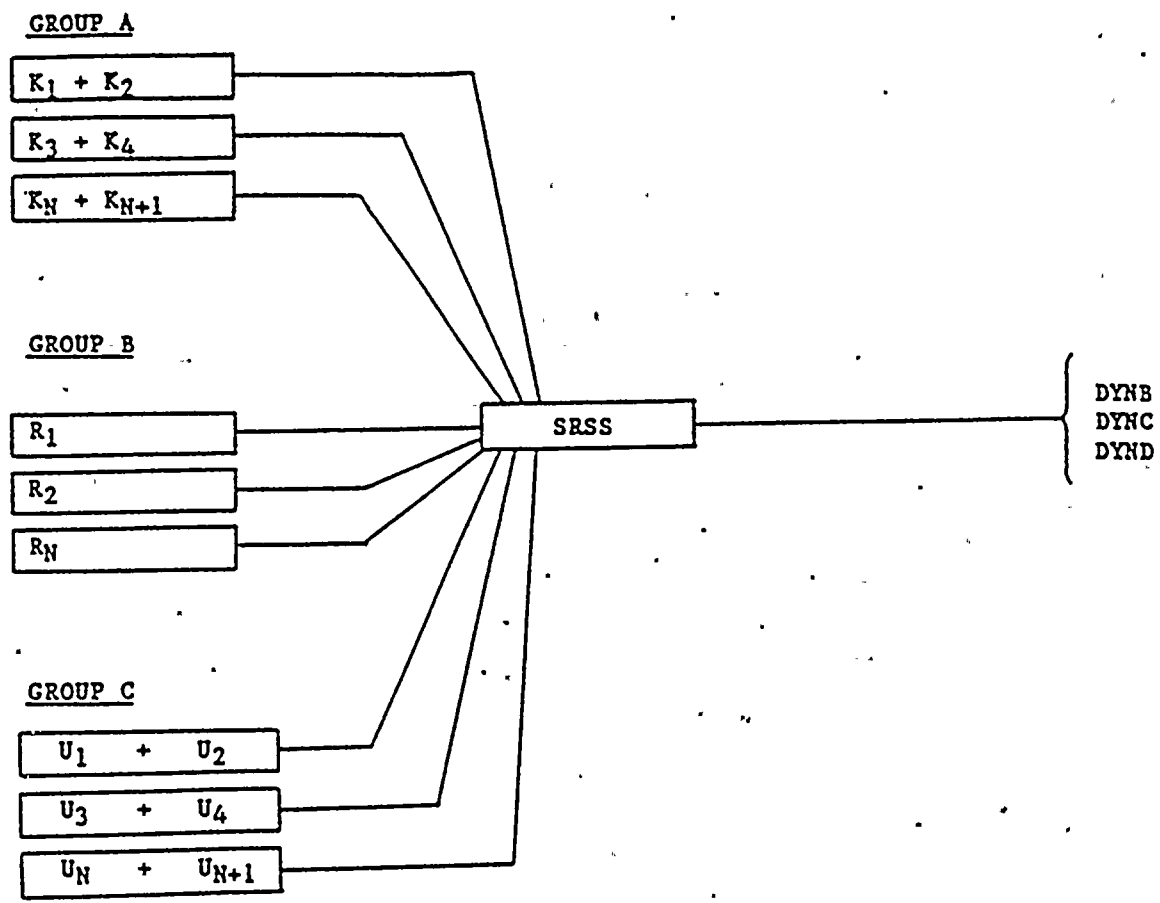 GROUP A
K1 + K2
K3 + K4
KN + KN+1
GROUP B
R1
R2
RN
SRSS
DYNB
DYNC
DYND
GROUP C
U1 + U2
U3 + U4
UN + UN+1